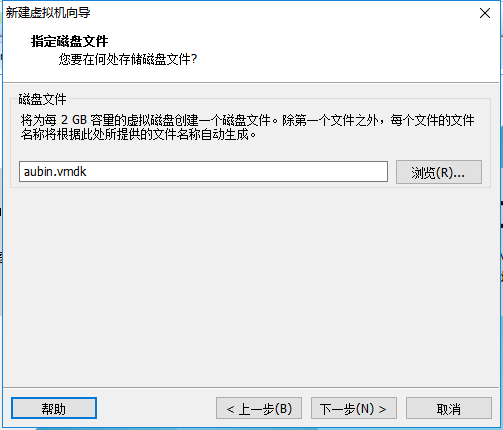 新建虚拟机向导
指定磁盘文件
您要在何处存储磁盘文件?
磁盘文件
将为每 2 GB 容量的虚拟磁盘创建一个磁盘文件。除第一个文件之外，每个文件的文件
名称将根据此处所提供的文件名称自动生成。
aubin.vmdk
浏览(R)...
帮助
< 上一步(B)
下一步(N) >
取消